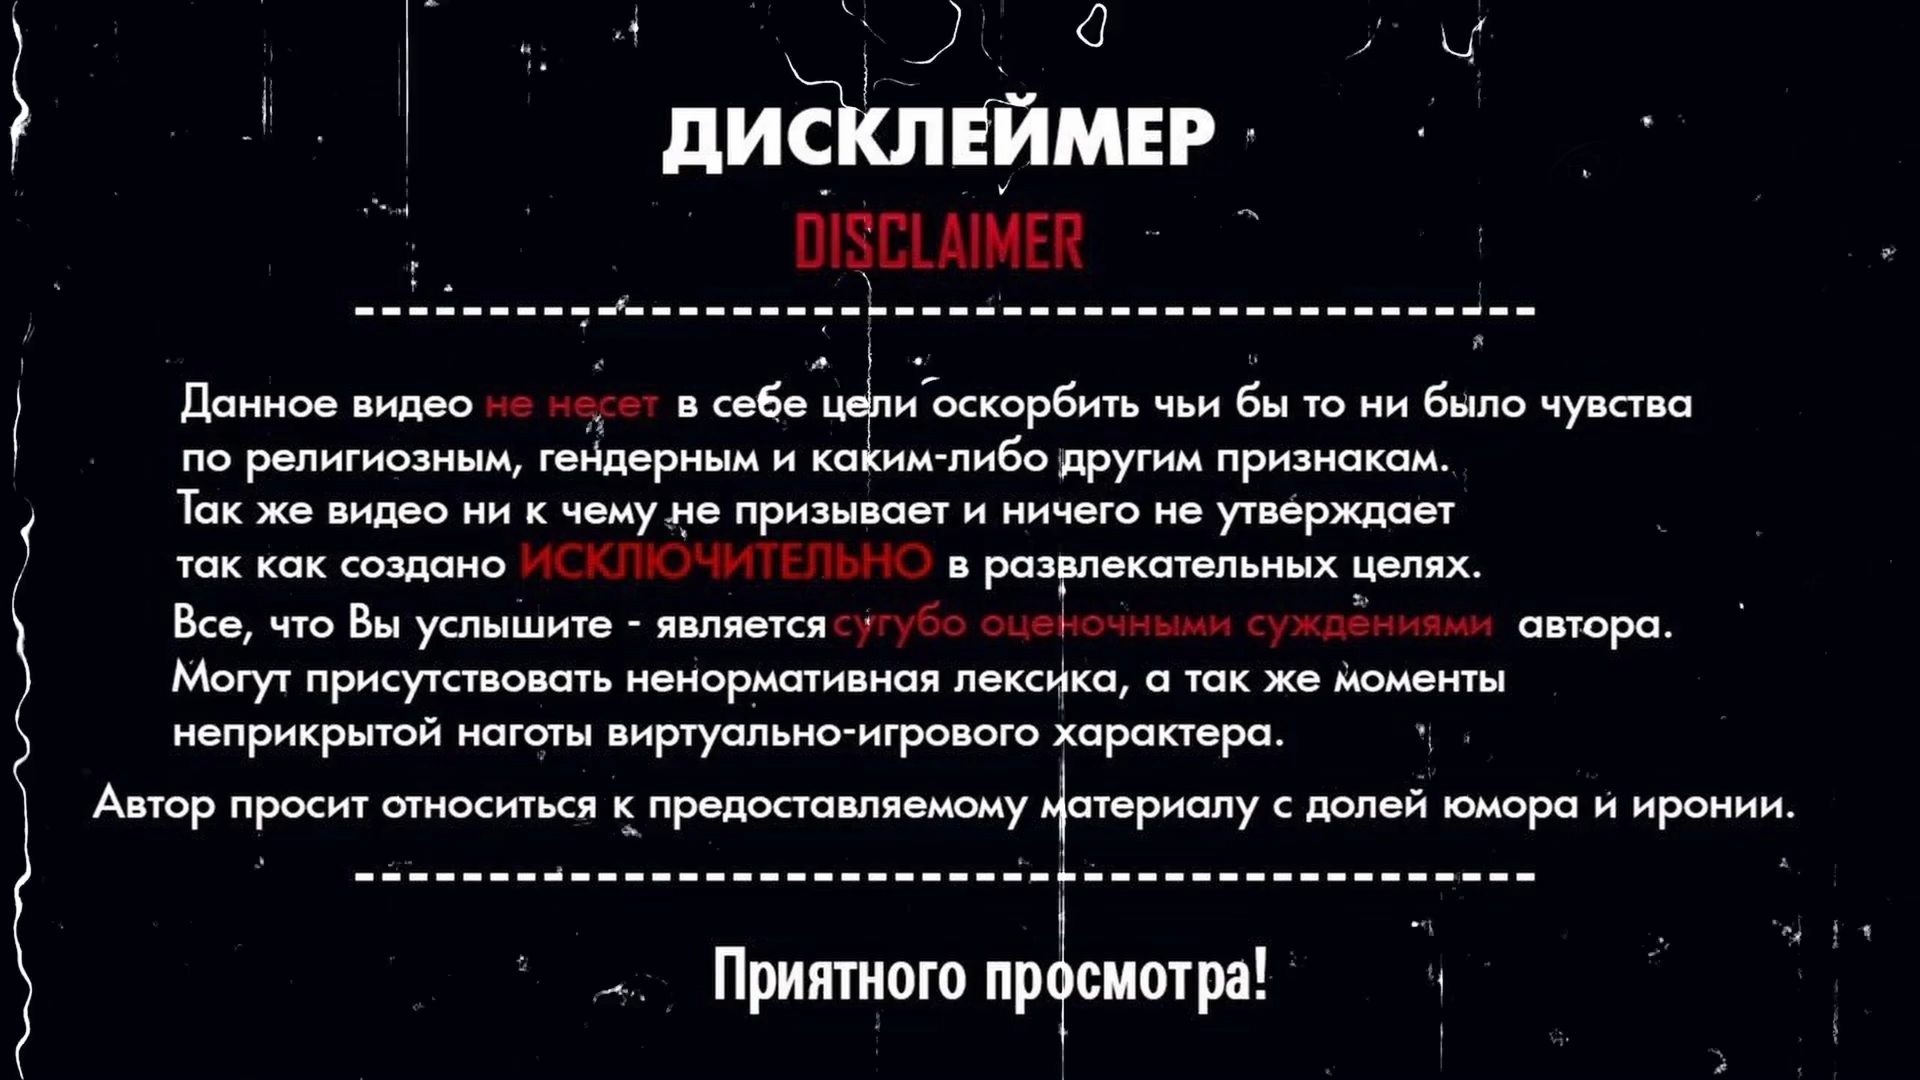 ДИСКЛЕЙМЕР
DISCLAIMER
--------------------------------------------
Данное видео не несет в себе цели оскорбить чьи бы то ни было чувства
по религиозным, гендерным и каким-либо другим признакам.
Так же видео ни к чему не призывает и ничего не утверждает
так как создано ИСКЛЮЧИТЕЛЬНО в развлекательных целях.
Все, что Вы услышите - является сугубо оценочными суждениями автора.
Могут присутствовать ненормативная лексика, а так же моменты
неприкрытой наготы виртуально-игрового характера.
Автор просит относиться к предоставляемому материалу с долей юмора и иронии.
--------------------------------------------
Приятного просмотра!